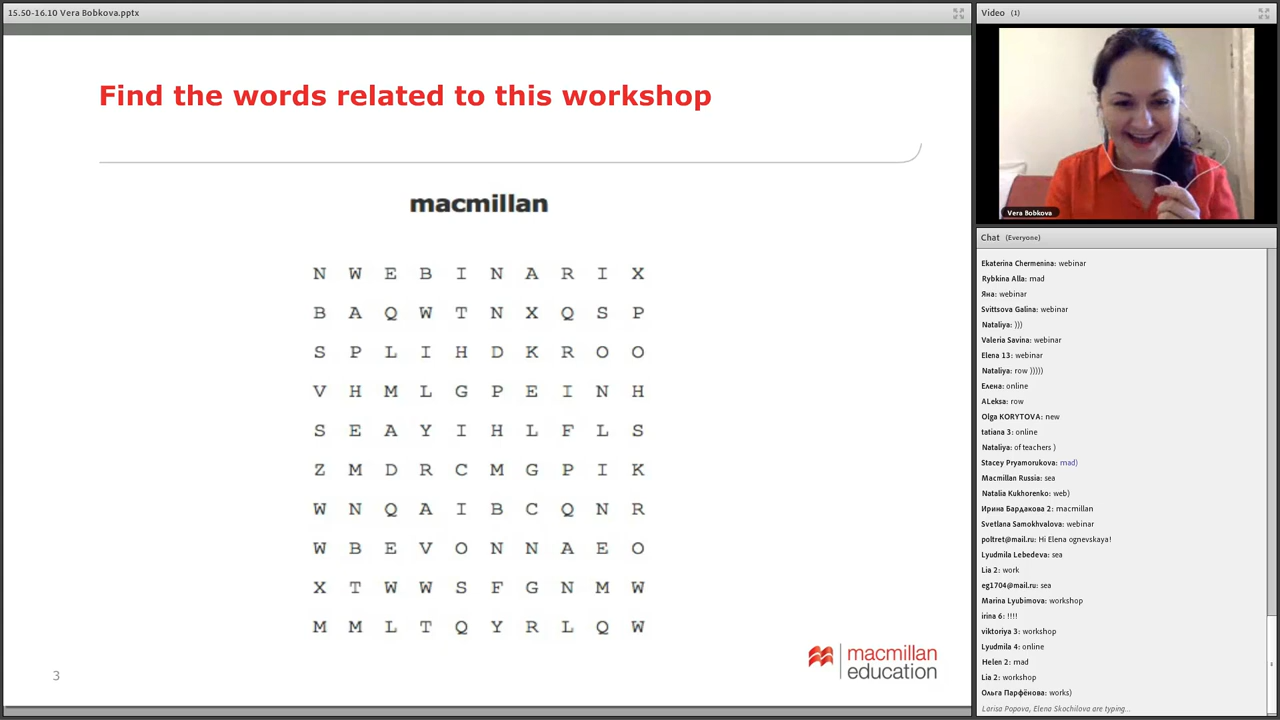 15.50-16.10 Vera Bobkova.pptx
Find the words related to this workshop
macmillan
N W E B I N A R I X
B A Q W T N X Q S P
S P L I H D K R O O
V H M L G P E I N H
S E A Y I H L F L S
Z M D R C M G P I K
W N Q A I B C Q N R
W B E V O N N A E O
X T W W S F G N M W
M M L T Q Y R L Q W
3
macmillan
education
Video (1)
Vera Bobkova
Chat (Everyone)
Ekaterina Chermenina: webinar
Rybkina Alla: mad
Яна: webinar
Svittsova Galina: webinar
Nataliya: )))
Valeria Savina: webinar
Elena 13: webinar
Nataliya: row )))))
Елена: online
ALeksa: row
Olga KORYTOVA: new
tatiana 3: online
Nataliya: of teachers )
Stacey Pryamorukova: mad)
Macmillan Russia: sea
Natalia Kukhorenko: web)
Ирина Бардакова 2: macmillan
Svetlana Samokhvalova: webinar
poltret@mail.ru: Hi Elena ognevskaya!
Lyudmila Lebedeva: sea
Lia 2: work
eg1704@mail.ru: sea
Marina Lyubimova: workshop
irina 6: !!!!
viktoriya 3: workshop
Lyudmila 4: online
Helen 2: mad
Lia 2: workshop
Ольга Парфёнова: works)
Lorisa Popova, Elena Skochilova are typing...